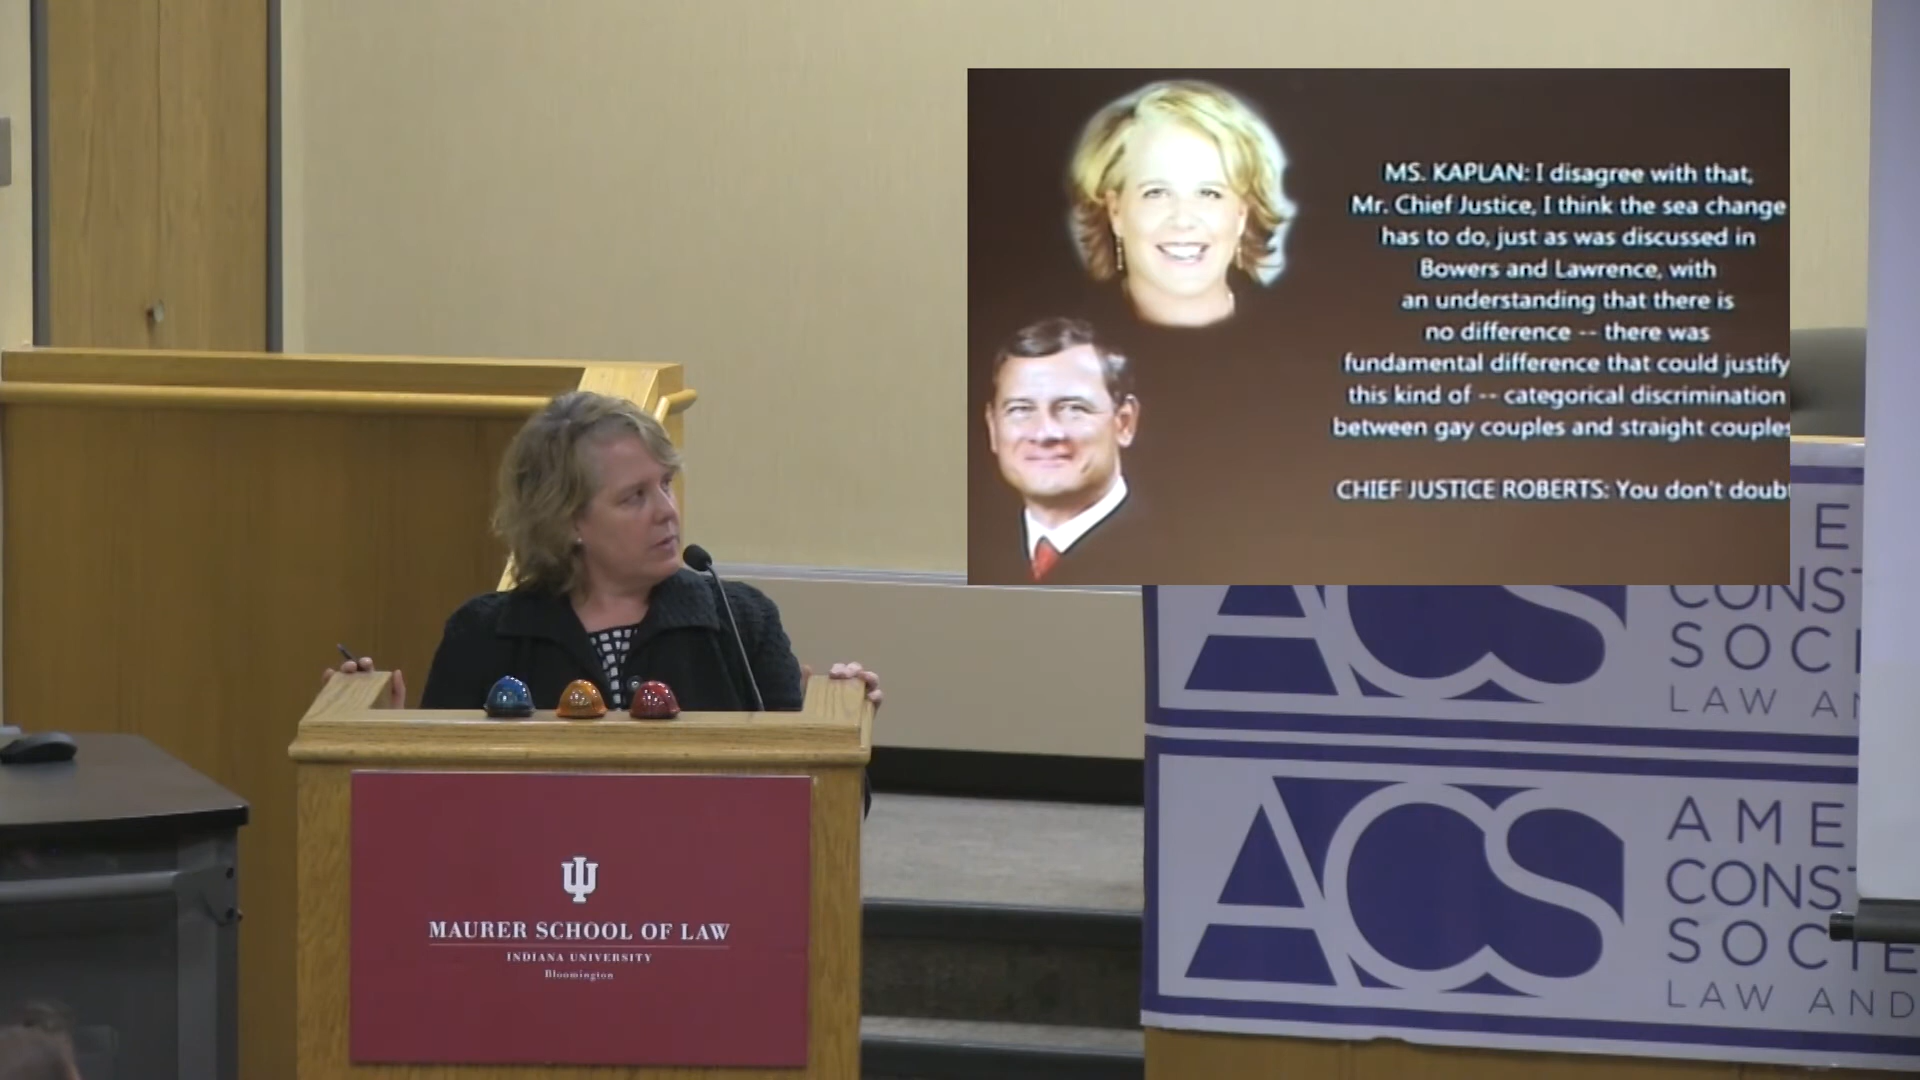 MS. KAPLAN: I disagree with that,
Mr. Chief Justice, I think the sea change
has to do, just as was discussed in
Bowers and Lawrence, with
an understanding that there is
no difference -- there was
fundamental difference that could justify
this kind of -- categorical discrimination
between gay couples and straight couples
CHIEF JUSTICE ROBERTS: You don't doubt
E
ACS
CONS
SOCI
LAW AN
ACS
AME
CONST
SOCIE
LAW AND
MAURER SCHOOL OF LAW
INDIANA UNIVERSITY
Bloomington